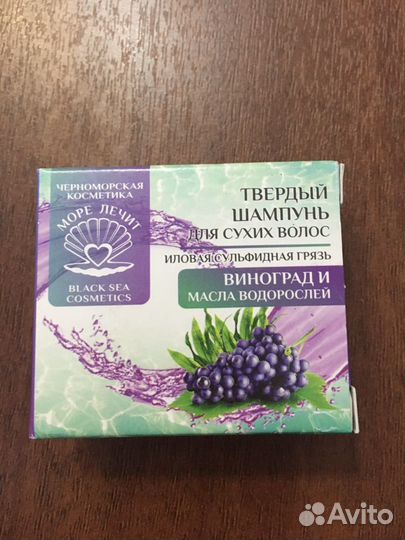 ЧЕРНОМОРСКАЯ
КОСМЕТИКА
МОРЕ ЛЕЧИТ
BLACK SEA
COSMETICS
ТВЕРДЫЙ
ШАМПУНЬ
ДЛЯ СУХИХ ВОЛОС
ИЛОВАЯ СУЛЬФИДНАЯ ГРЯЗЬ
ВИНОГРАД И
МАСЛА ВОДОРОСЛЕЙ
Avito